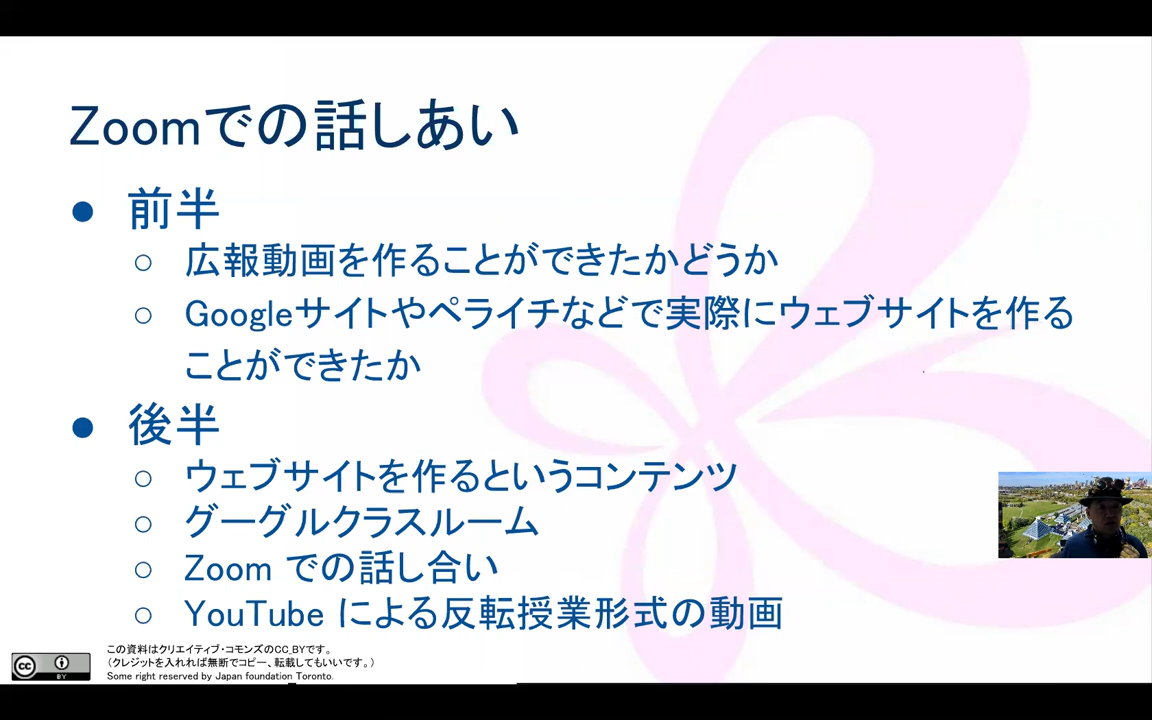 Zoomでの話しあい
● 前半
○ 広報動画を作ることができたかどうか
○ Googleサイトやペライチなどで実際にウェブサイトを作る
ことができたか
● 後半
○ ウェブサイトを作るというコンテンツ
○ グーグルクラスルーム
○ Zoom での話し合い
○ YouTube による反転授業形式の動画
この資料はクリエイティブ・コモンズのCC_BYです。
(クレジットを入れれば無断でコピー、転載してもいいです。)
Some right reserved by Japan foundation Toronto.
cc
BY